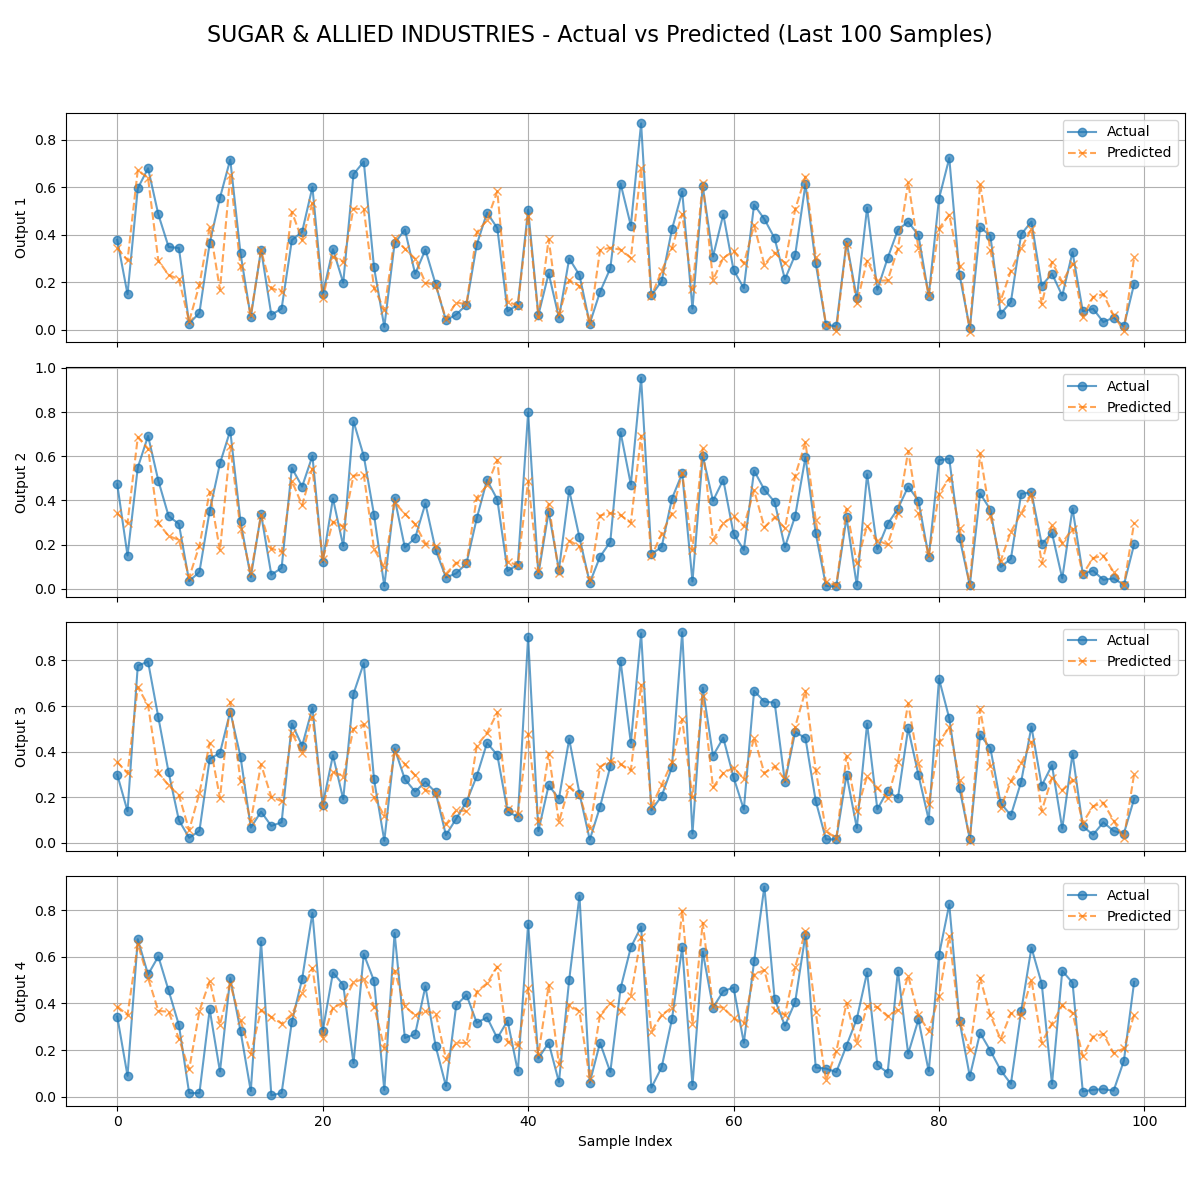 SUGAR & ALLIED INDUSTRIES - Actual vs Predicted (Last 100 Samples)
Output 1
0.8
0.6
0.4
0.2
0.0
Actual
Predicted
Output 2
1.0
0.8
0.6
0.4
0.2
0.0
Actual
Predicted
Output 3
0.8
0.6
0.4
0.2
0.0
Actual
Predicted
Output 4
0.8
0.6
0.4
0.2
0.0
Actual
Predicted
0 20 40 60 80 100
Sample Index